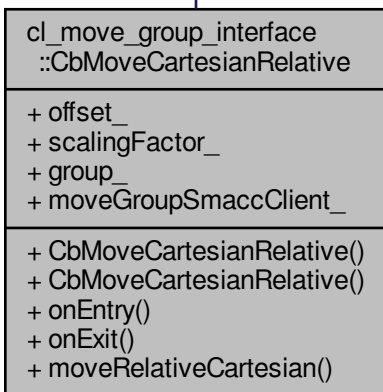 cl_move_group_interface
::CbMoveCartesianRelative
+ offset_
+ scalingFactor_
+ group_
+ moveGroupSmaccClient_
+ CbMoveCartesianRelative()
+ CbMoveCartesianRelative()
+ onEntry()
+ onExit()
+ moveRelativeCartesian()